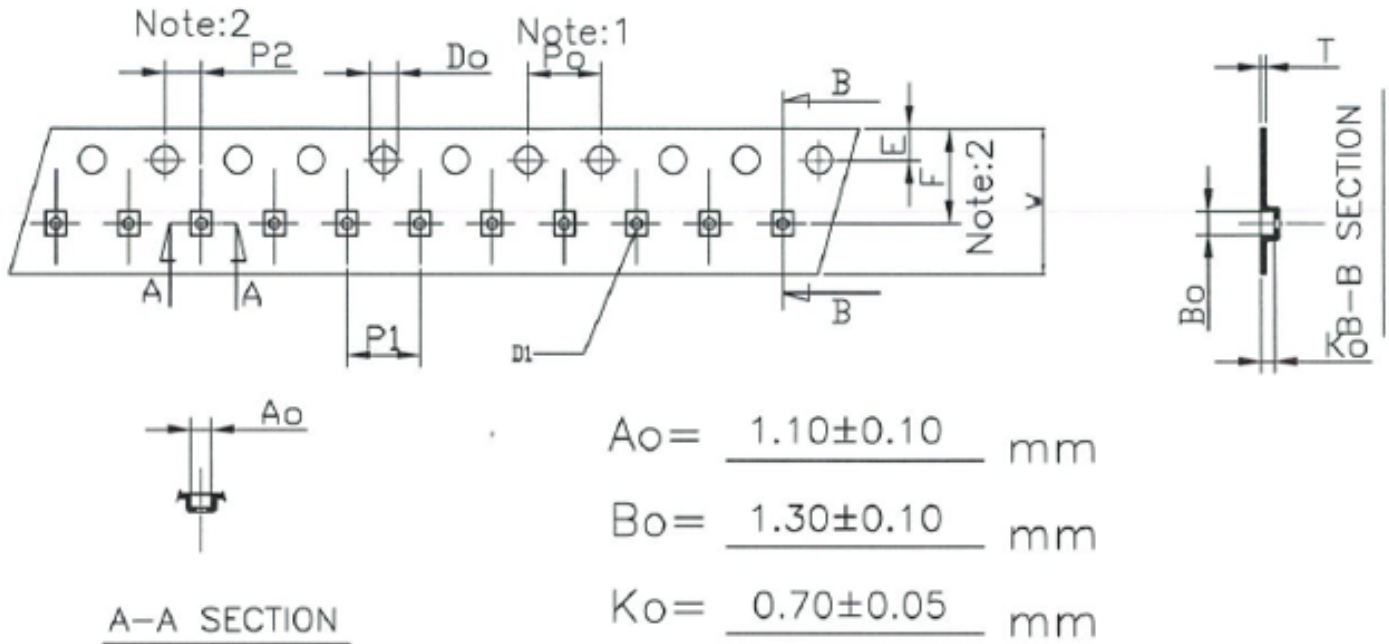 Note:2
P2
Do
Note:1
Po
B
T
E
F
Note:2
W
B-B SECTION
A
A
P1
D1
B
Bo
Ko
Ao
Ao= 1.10±0.10 mm
Bo= 1.30±0.10 mm
Ko= 0.70±0.05 mm
A-A SECTION